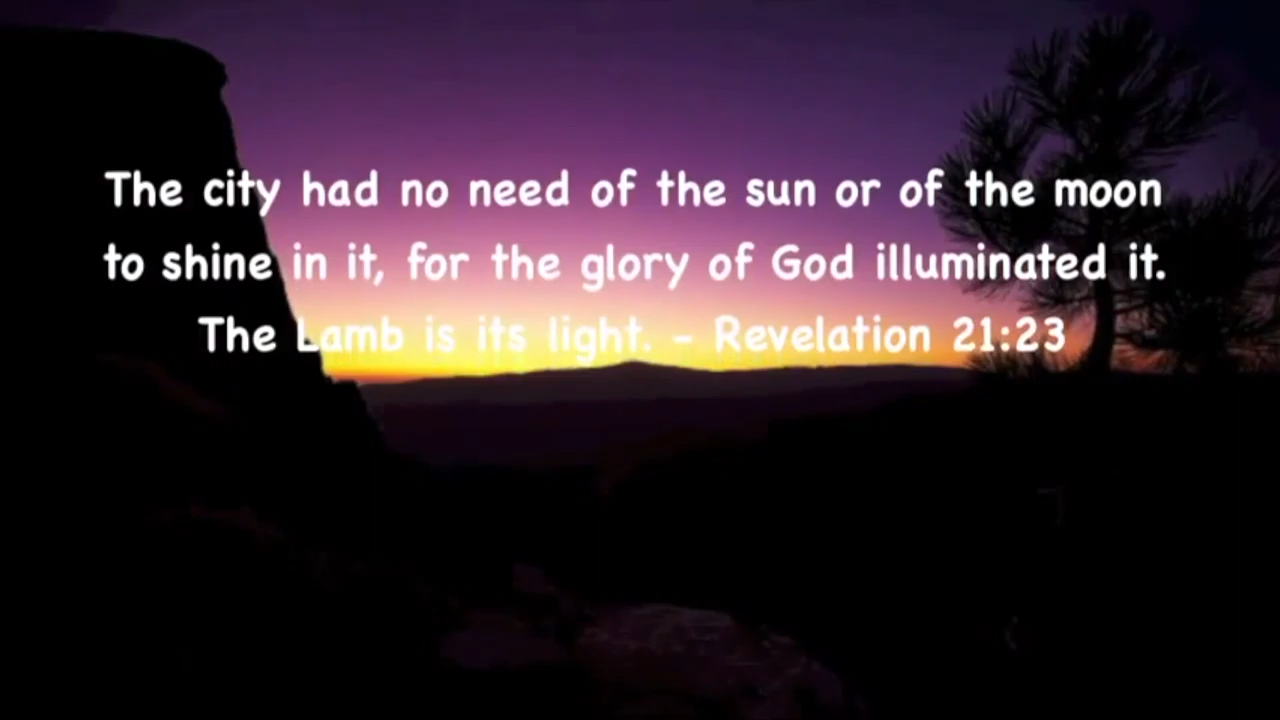 The city had no need of the sun or of the moon
to shine in it, for the glory of God illuminated it.
The Lamb is its light. - Revelation 21:23